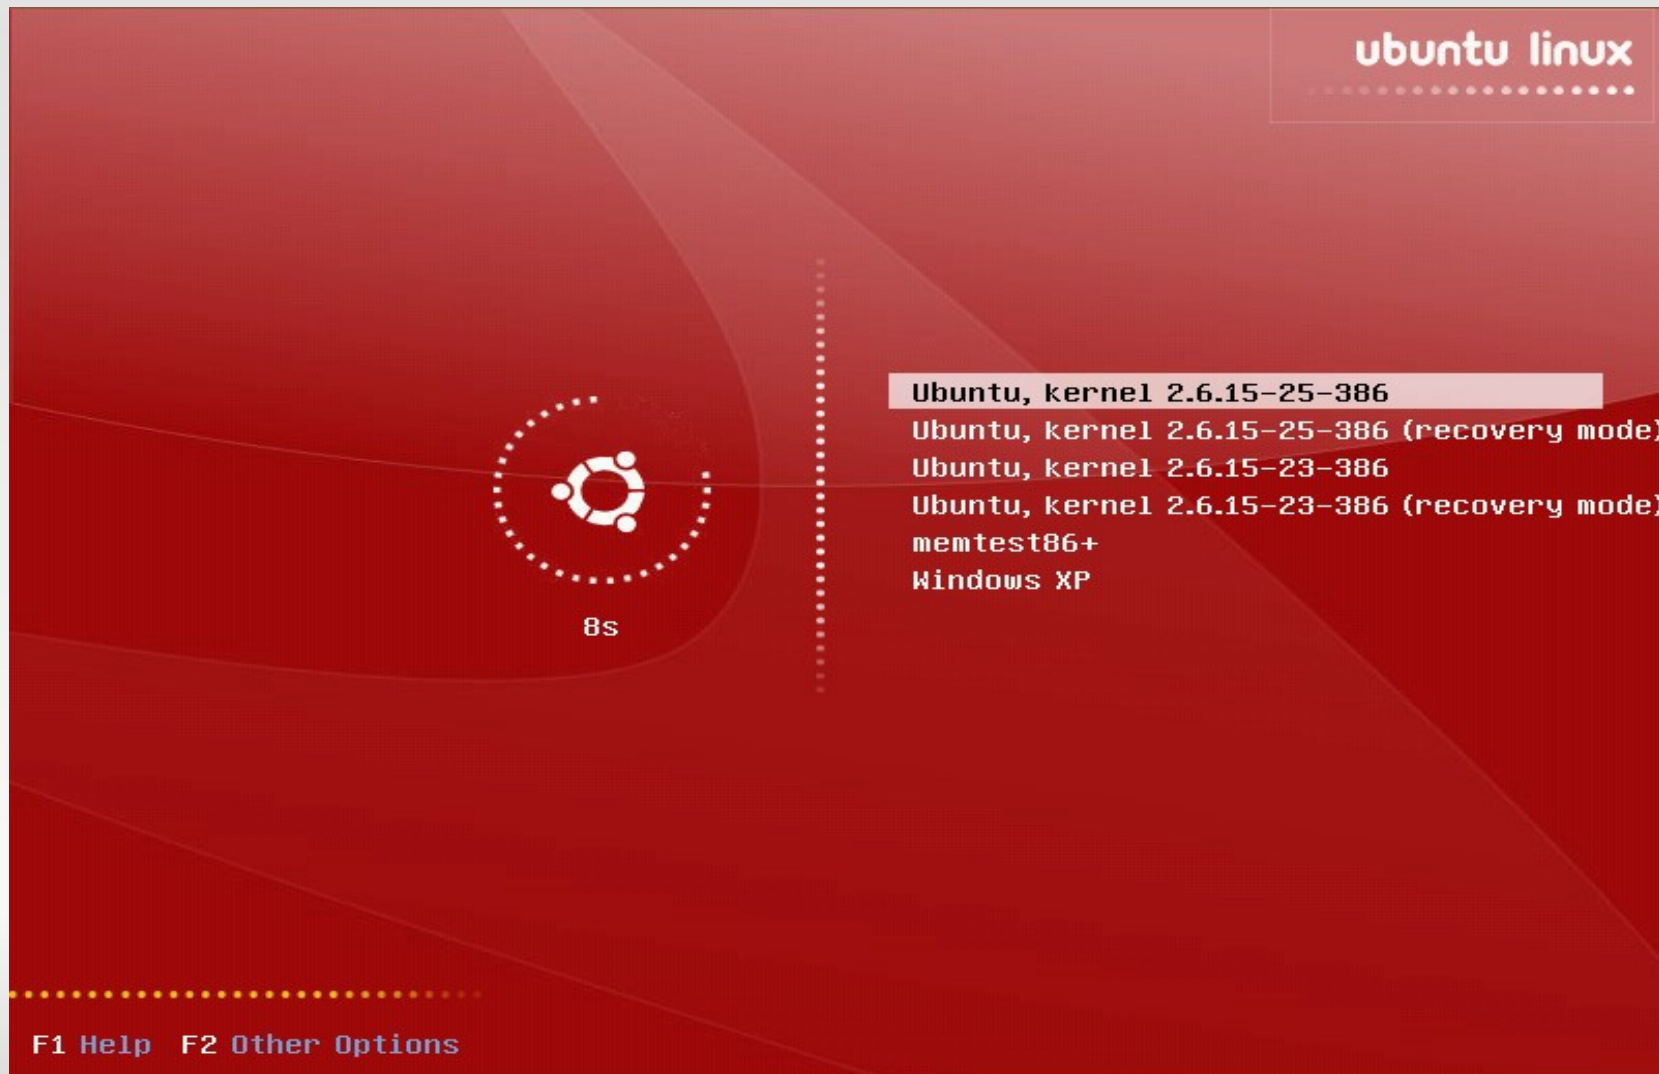 ubuntu linux
Ubuntu, kernel 2.6.15-25-386
Ubuntu, kernel 2.6.15-25-386 (recovery mode)
Ubuntu, kernel 2.6.15-23-386
Ubuntu, kernel 2.6.15-23-386 (recovery mode)
memtest86+
Windows XP
8s
F1 Help F2 Other Options